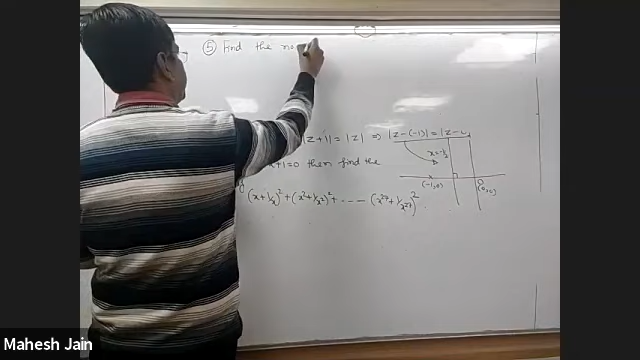 ⑤ Find the no
|z+1| = |z| ⇒ |z-(-1)| = |z-
x=-1/2
x+1=0 then find the
(-1,0)
(0,0)
(x+1/x)² + (x²+1/x²)² + ---- (x²⁷+1/x²⁷)²
Mahesh Jain